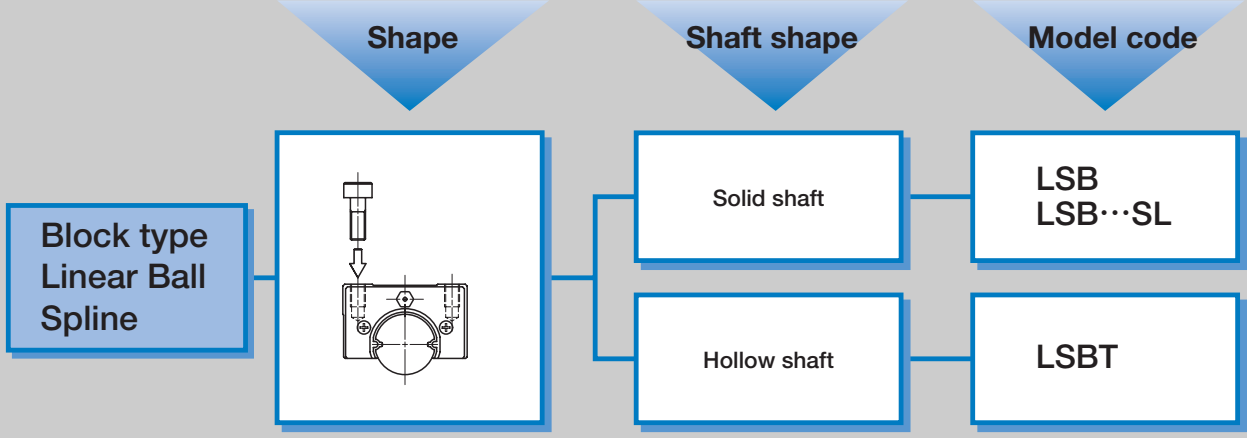 Shape
Shaft shape
Model code
Block type
Linear Ball
Spline
Solid shaft
LSB
LSB···SL
Hollow shaft
LSBT